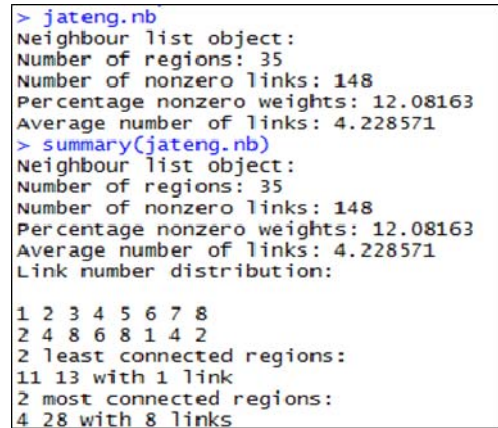 > jateng.nb
Neighbour list object:
Number of regions: 35
Number of nonzero links: 148
Percentage nonzero weights: 12.08163
Average number of links: 4.228571
> summary(jateng.nb)
Neighbour list object:
Number of regions: 35
Number of nonzero links: 148
Percentage nonzero weights: 12.08163
Average number of links: 4.228571
Link number distribution:
1 2 3 4 5 6 7 8
2 4 8 6 8 1 4 2
2 least connected regions:
11 13 with 1 link
2 most connected regions:
4 28 with 8 links